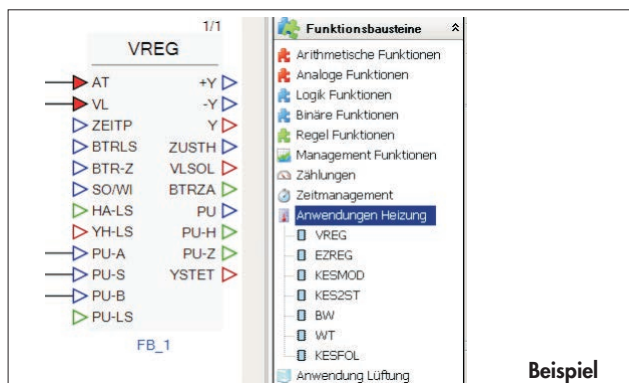 1/1
VREG
AT +Y
VL -Y
ZEITP Y
BTRLS ZUSTH
BTR-Z VLSOL
SO/WI BTRZA
HA-LS PU
YH-LS PU-H
PU-A PU-Z
PU-S YSTET
PU-B
PU-LS
FB_1
Funktionsbausteine
Arithmetische Funktionen
Analoge Funktionen
Logik Funktionen
Binäre Funktionen
Regel Funktionen
Management Funktionen
Zählungen
Zeitmanagement
Anwendungen Heizung
VREG
EZREG
KESMOD
KES2ST
BW
WT
KESFOL
Anwendung Lüftung
Beispiel